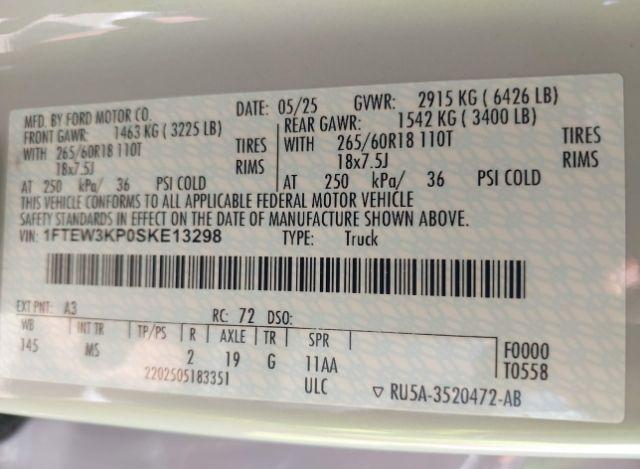 MFD. BY FORD MOTOR CO. DATE: 05/25 GVWR: 2915 KG ( 6426 LB)
FRONT GAWR: 1463 KG ( 3225 LB) REAR GAWR: 1542 KG ( 3400 LB)
WITH 265/60R18 110T TIRES WITH 265/60R18 110T TIRES
18x7.5J RIMS 18x7.5J RIMS
AT 250 kPa/ 36 PSI COLD AT 250 kPa/ 36 PSI COLD
THIS VEHICLE CONFORMS TO ALL APPLICABLE FEDERAL MOTOR VEHICLE
SAFETY STANDARDS IN EFFECT ON THE DATE OF MANUFACTURE SHOWN ABOVE.
VIN: 1FTEW3KP0SKE13298 TYPE: Truck
EXT PNT: A3 RC: 72 DSO:
WB INT TR TP/PS R AXLE TR SPR
145 MS 2 19 G 11AA F0000
2202505183351 ULC T0558
▽ RU5A-3520472-AB